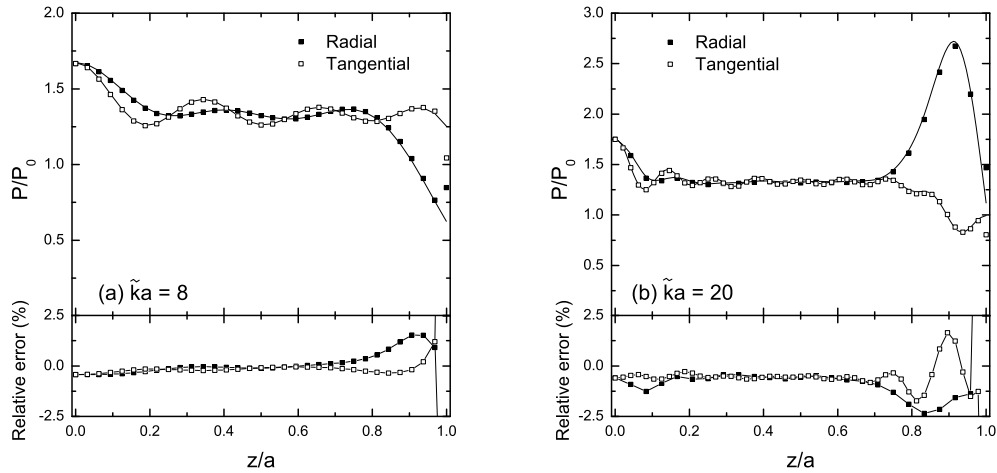 2.0
1.5
1.0
0.5
P/P0
Radial
Tangential
(a) k̃a = 8
2.5
0.0
-2.5
Relative error (%)
0.0 0.2 0.4 0.6 0.8 1.0
z/a
3.0
2.5
2.0
1.5
1.0
0.5
P/P0
Radial
Tangential
(b) k̃a = 20
2.5
0.0
-2.5
Relative error (%)
0.0 0.2 0.4 0.6 0.8 1.0
z/a